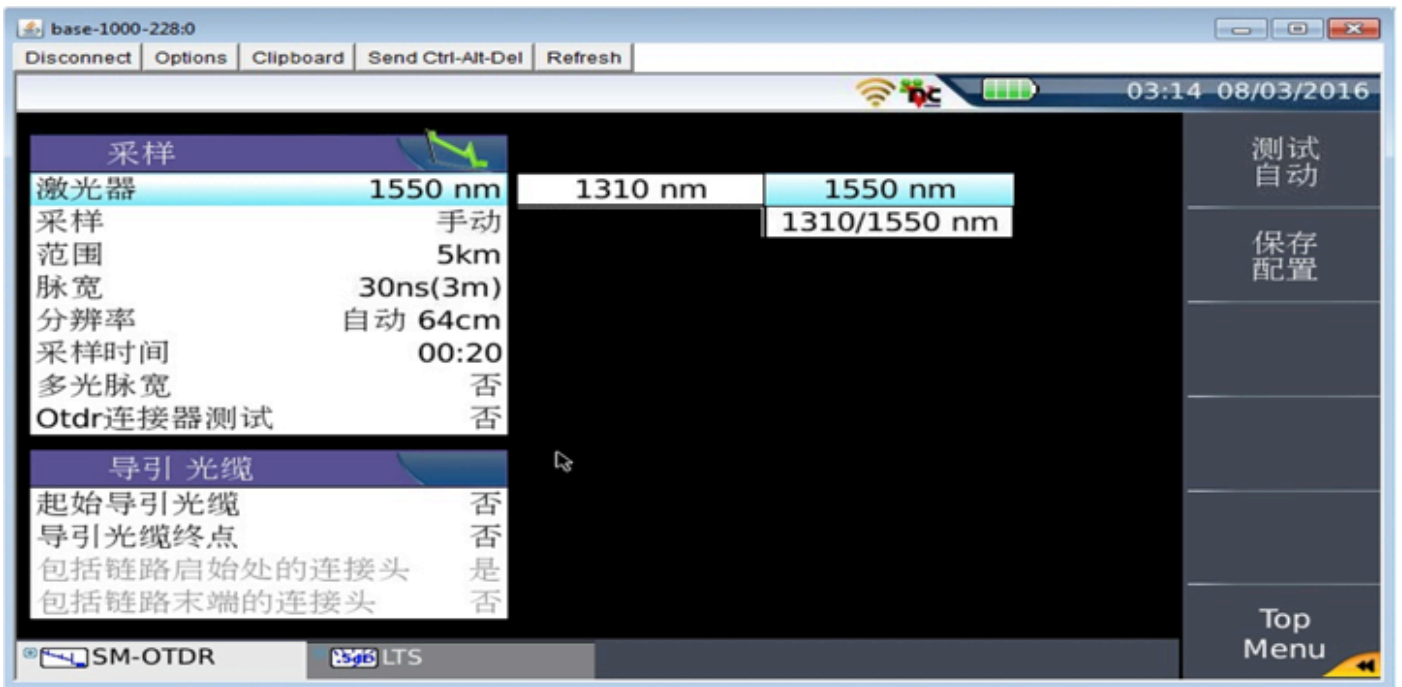 base-1000-228:0
Disconnect Options Clipboard Send Ctrl-Alt-Del Refresh
DC 03:14 08/03/2016
采样
激光器 1550 nm 1310 nm 1550 nm
采样 手动 1310/1550 nm
范围 5km
脉宽 30ns(3m)
分辨率 自动 64cm
采样时间 00:20
多光脉宽 否
Otdr连接器测试 否
导引 光缆
起始导引光缆 否
导引光缆终点 否
包括链路启始处的连接头 是
包括链路末端的连接头 否
测试
自动
保存
配置
Top
Menu
SM-OTDR .5dB LTS